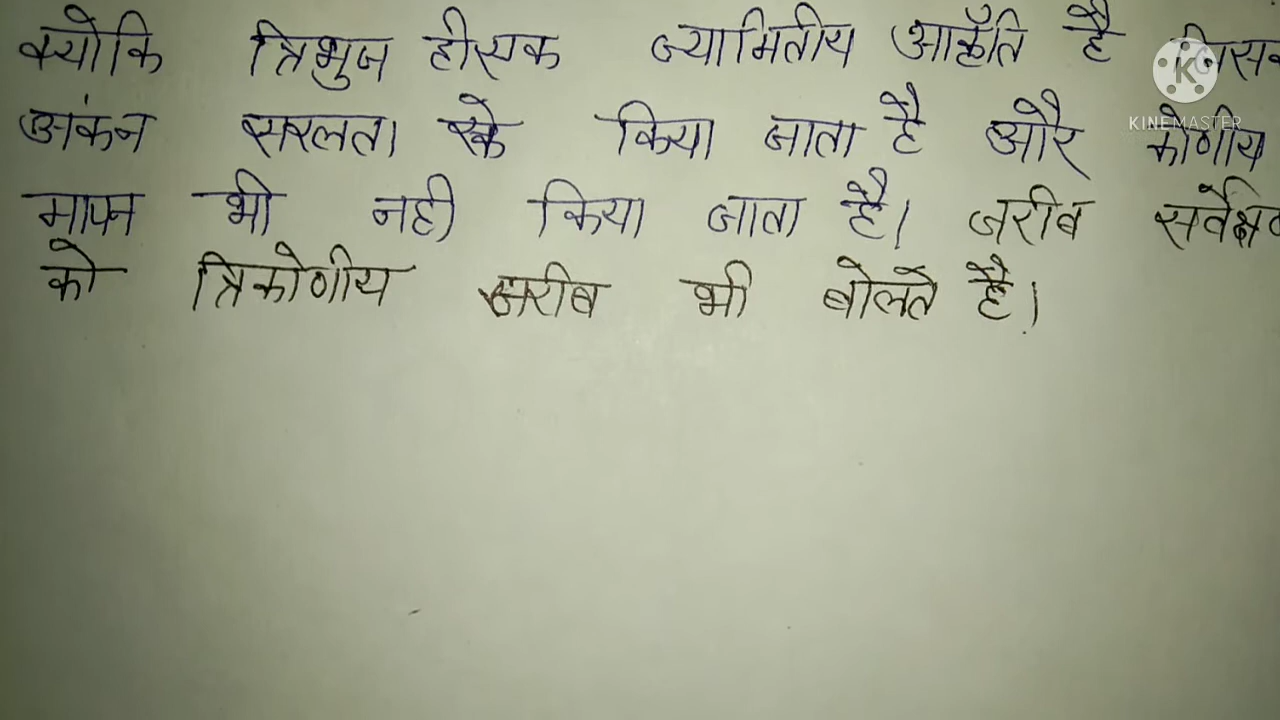 क्योकि त्रिभुज ही एक ज्यामितीय आकृति है जिसक
अंकन सरलता से किया जाता है और कोणीय
मापन भी नही किया जाता है। जरीब सर्वेक्षण
को त्रिकोणीय जरीब भी बोलते है।
KINEMASTER